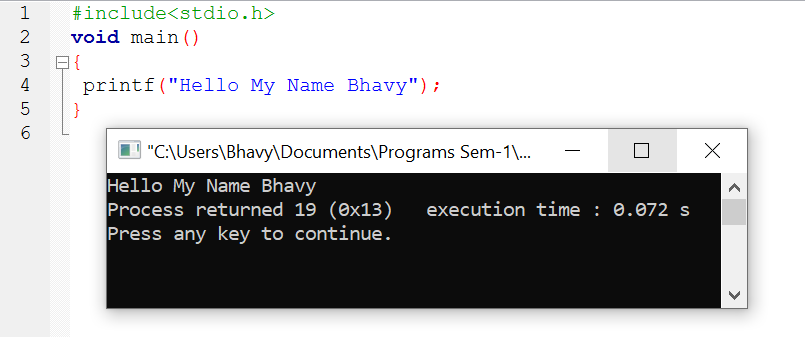 1 #include<stdio.h>
2 void main()
3 {
4 printf("Hello My Name Bhavy");
5 }
6
"C:\Users\Bhavy\Documents\Programs Sem-1\...
Hello My Name Bhavy
Process returned 19 (0x13)   execution time : 0.072 s
Press any key to continue.